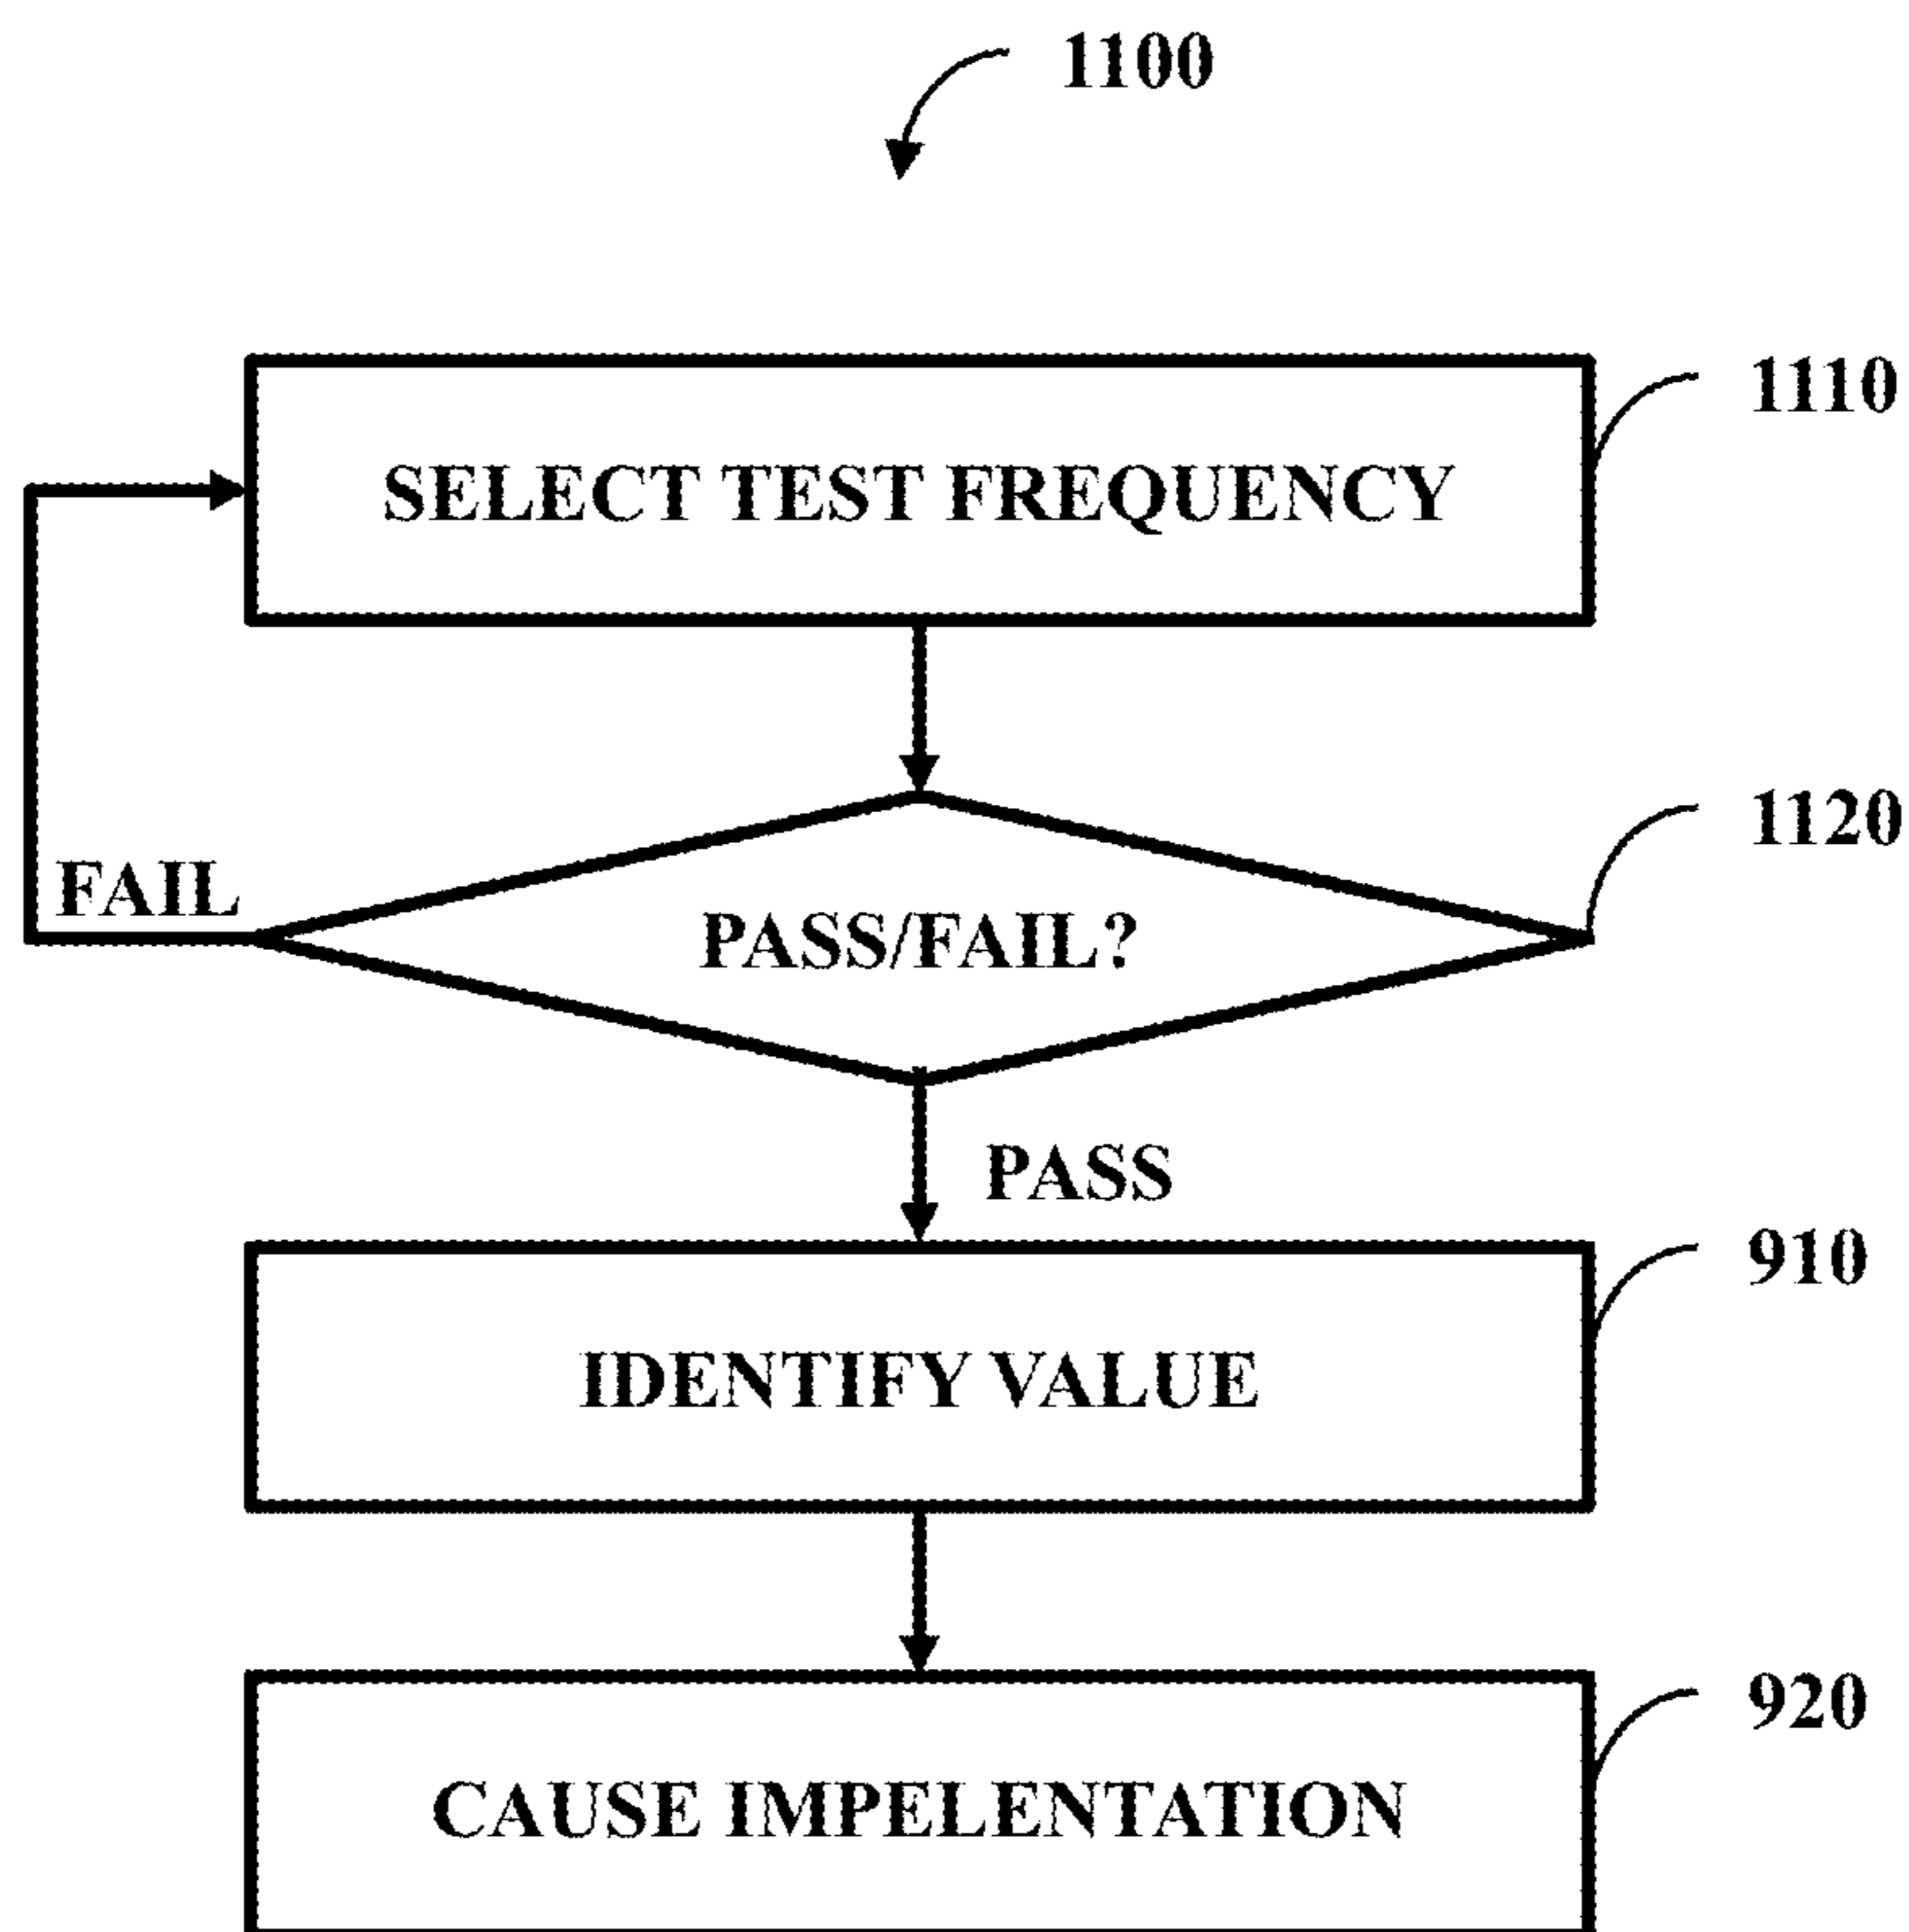 1100
1110
SELECT TEST FREQUENCY
1120
FAIL
PASS/FAIL?
PASS
910
IDENTIFY VALUE
920
CAUSE IMPELENTATION